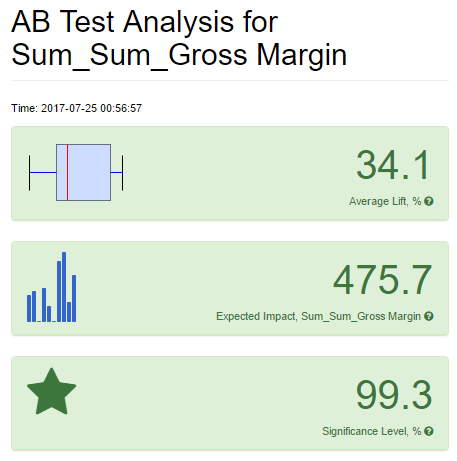 AB Test Analysis for
Sum_Sum_Gross Margin
Time: 2017-07-25 00:56:57
34.1
Average Lift, % ?
475.7
Expected Impact, Sum_Sum_Gross Margin ?
99.3
Significance Level, % ?